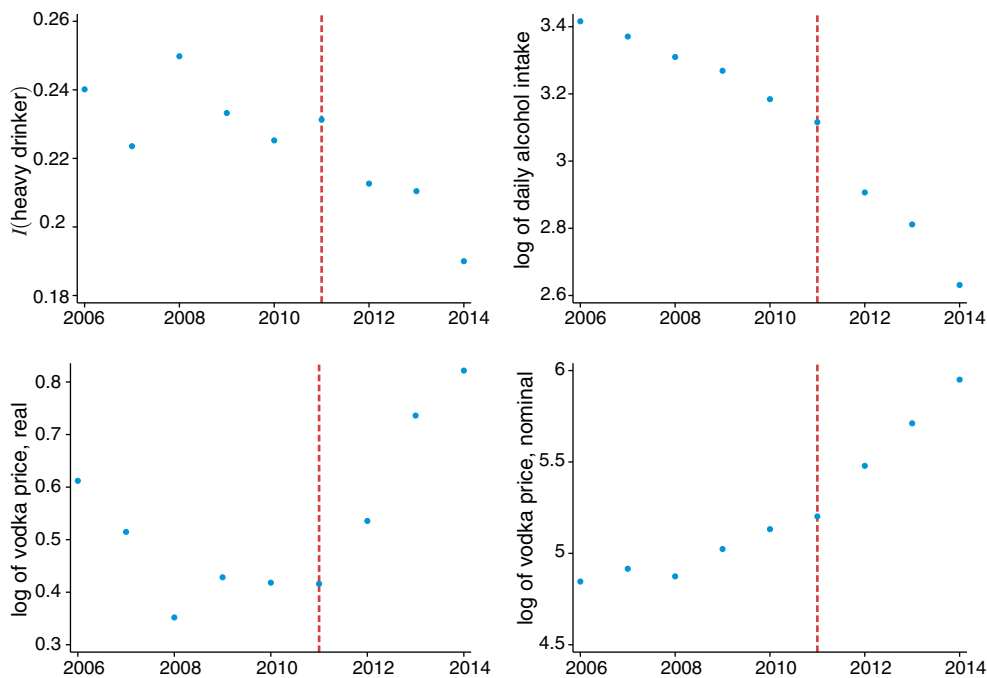 I(heavy drinker)
0.26
0.24
0.22
0.2
0.18
2006 2008 2010 2012 2014
log of daily alcohol intake
3.4
3.2
3
2.8
2.6
2006 2008 2010 2012 2014
log of vodka price, real
0.8
0.7
0.6
0.5
0.4
0.3
2006 2008 2010 2012 2014
log of vodka price, nominal
6
5.5
5
4.5
2006 2008 2010 2012 2014